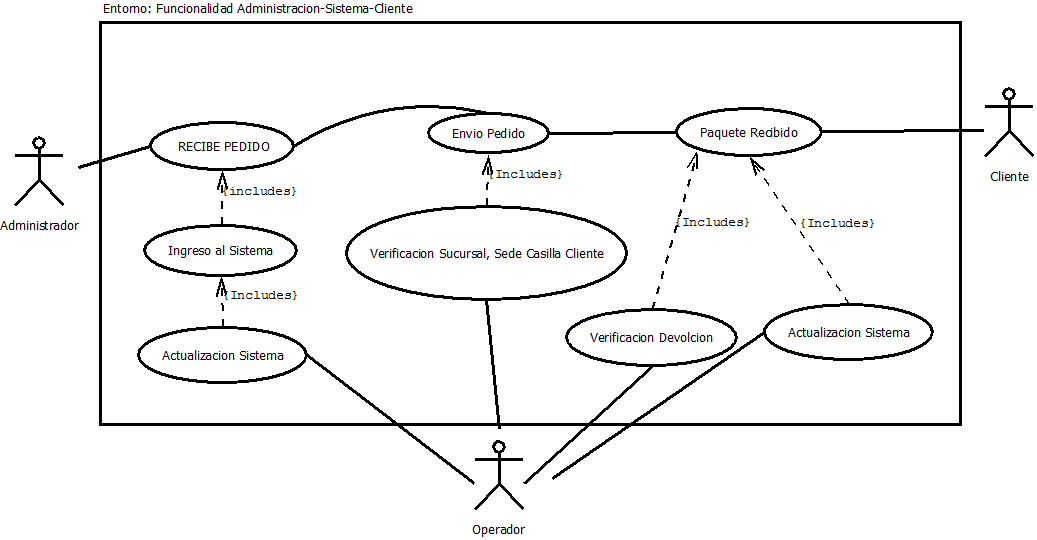 Entorno: Funcionalidad Administracion-Sistema-Cliente
RECIBE PEDIDO
Envio Pedido
Paquete Recibido
Cliente
Administrador
{includes}
{Includes}
{Includes}
{Includes}
Ingreso al Sistema
Verificacion Sucursal, Sede Casilla Cliente
{Includes}
Actualizacion Sistema
Verificacion Devolcion
Actualizacion Sistema
Operador